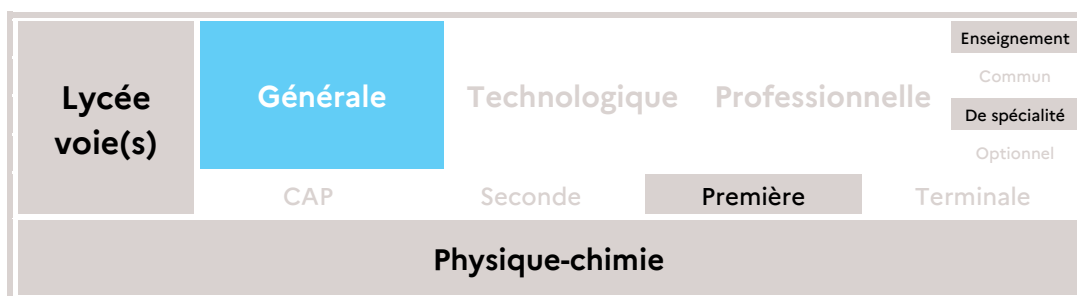 Lycée
voie(s)
Générale
Technologique
Professionnelle
Enseignement
Commun
De spécialité
Optionnel
CAP
Seconde
Première
Terminale
Physique-chimie